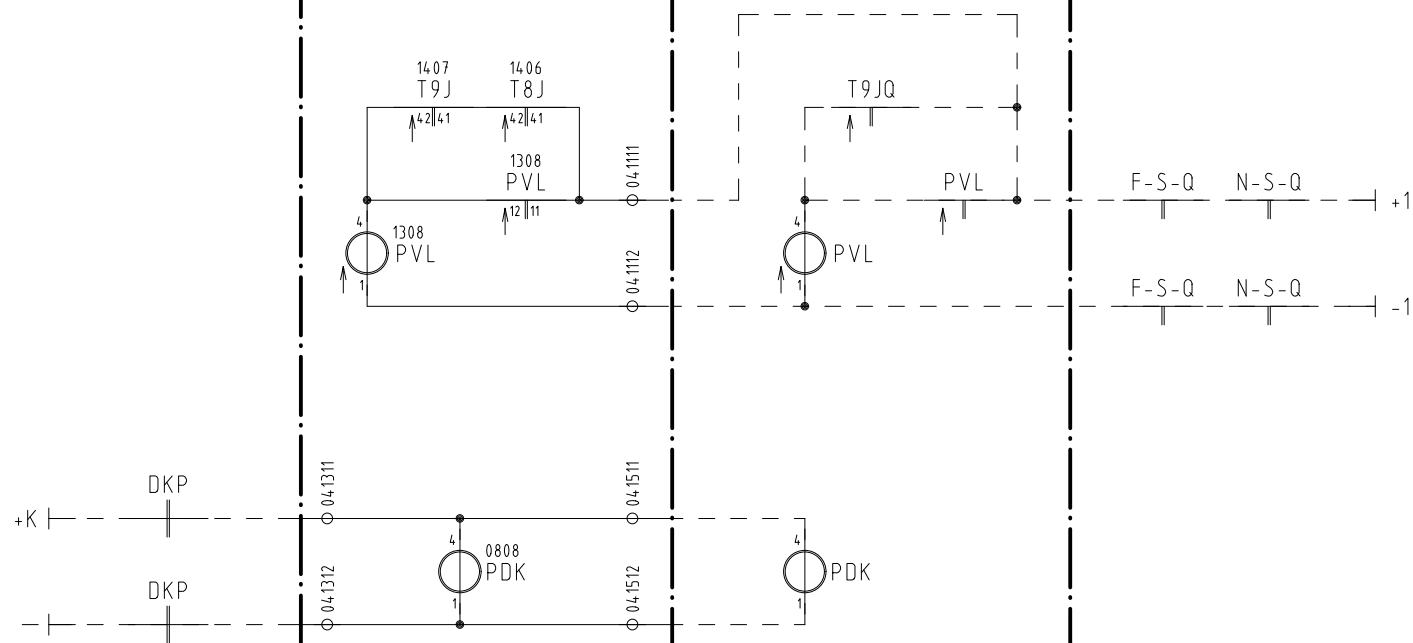 1407
T9J
42 41
1406
T8J
42 41
1308
PVL
12 11
041111
4
1308
PVL
1
041112
T9JQ
PVL
4
PVL
1
F-S-Q
N-S-Q
+1
F-S-Q
N-S-Q
-1
+K
DKP
041311
041511
4
0808
PDK
1
4
PDK
1
-
DKP
041312
041512